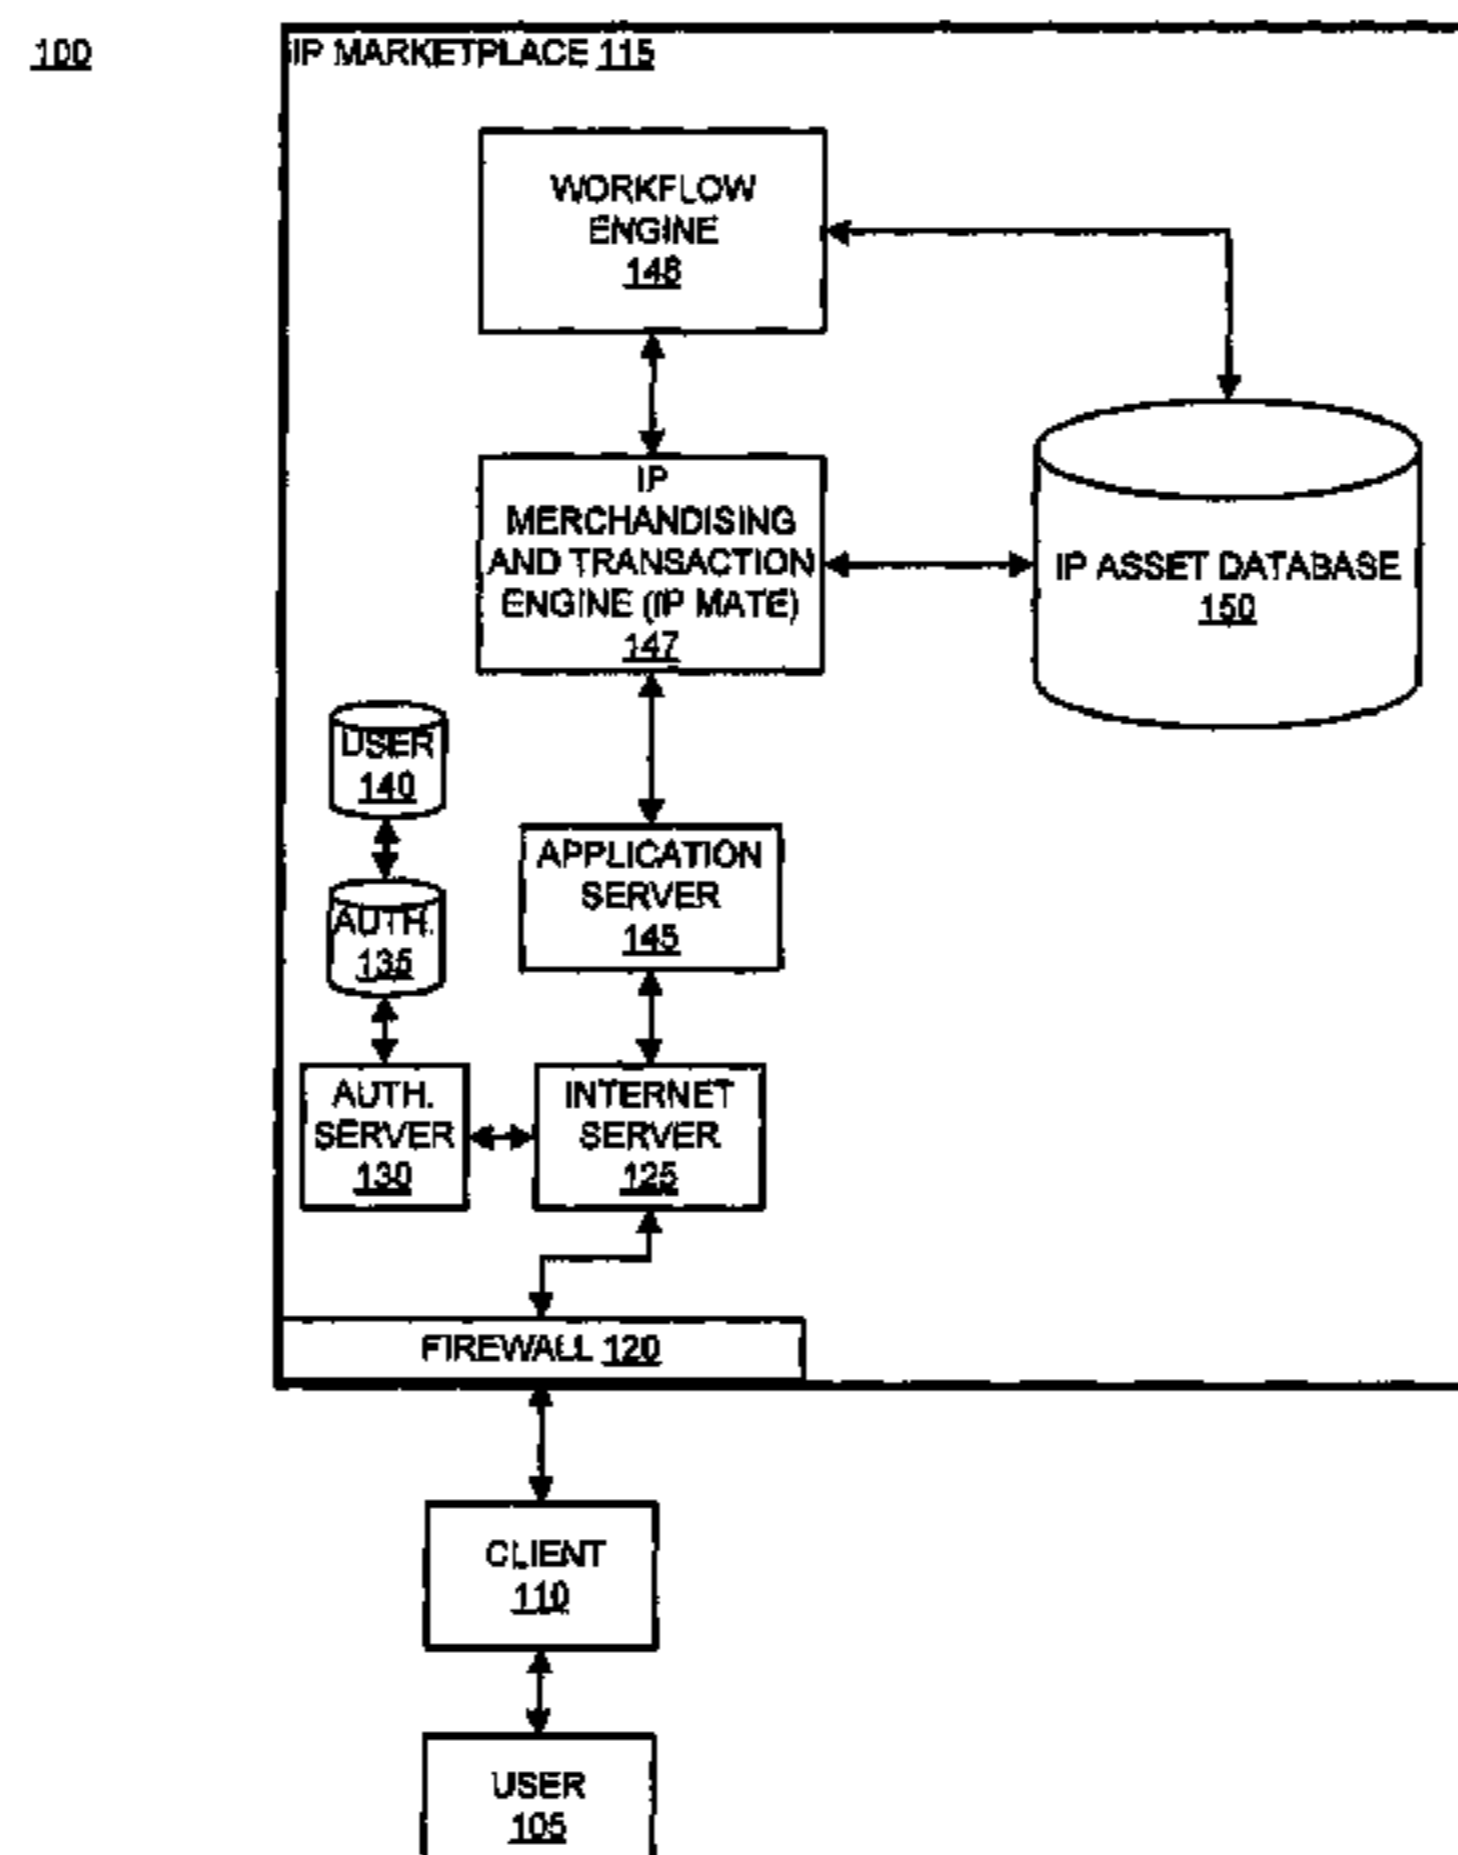 100
IP MARKETPLACE 115
WORKFLOW
ENGINE
148
IP
MERCHANDISING
AND TRANSACTION
ENGINE (IP MATE)
147
IP ASSET DATABASE
150
USER
140
AUTH.
135
APPLICATION
SERVER
145
AUTH.
SERVER
130
INTERNET
SERVER
125
FIREWALL 120
CLIENT
110
USER
105